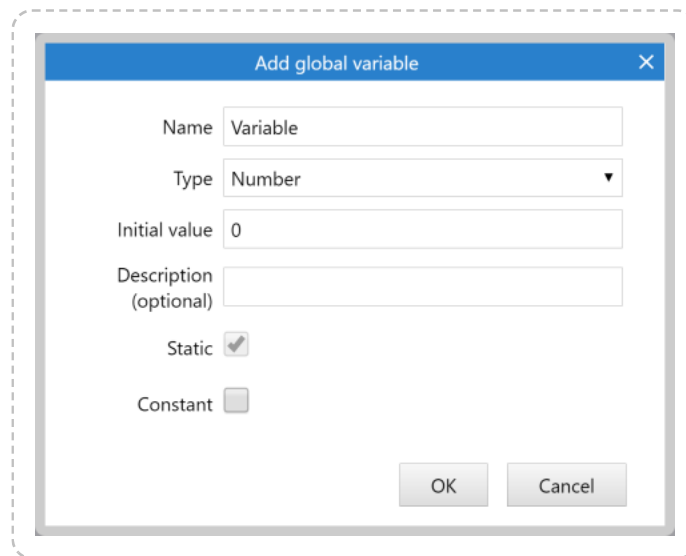 Add global variable
Name Variable
Type Number
Initial value 0
Description
(optional)
Static
Constant
OK Cancel